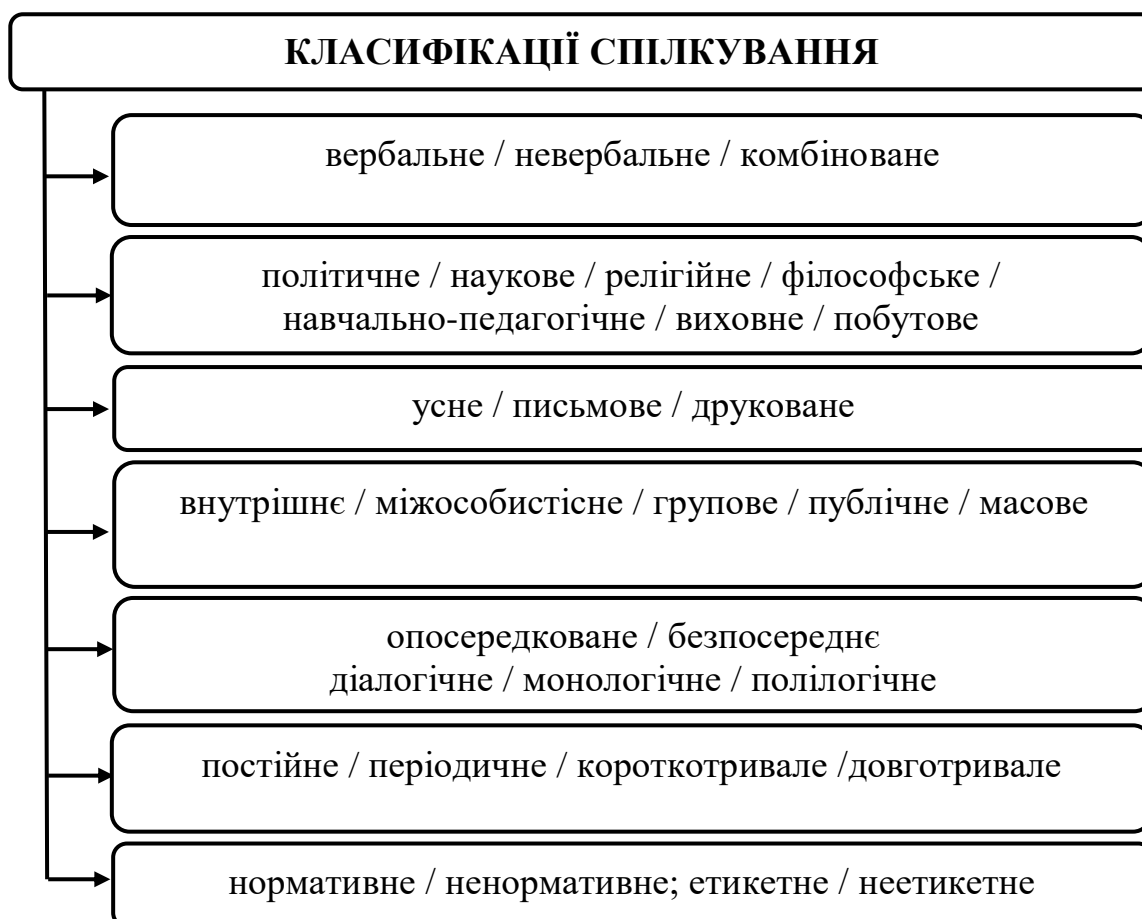 КЛАСИФІКАЦІЇ СПІЛКУВАННЯ
вербальне / невербальне / комбіноване
політичне / наукове / релігійне / філософське /
навчально-педагогічне / виховне / побутове
усне / письмове / друковане
внутрішнє / міжособистісне / групове / публічне / масове
опосередковане / безпосереднє
діалогічне / монологічне / полілогічне
постійне / періодичне / короткотривале /довготривале
нормативне / ненормативне; етикетне / неетикетне